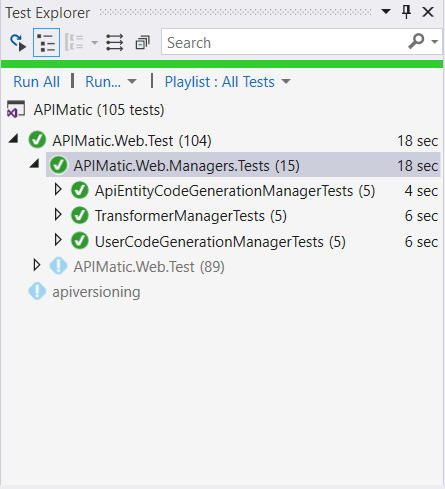 Test Explorer
Search
Run All | Run... | Playlist : All Tests
APIMatic (105 tests)
APIMatic.Web.Test (104) 18 sec
APIMatic.Web.Managers.Tests (15) 18 sec
ApiEntityCodeGenerationManagerTests (5) 4 sec
TransformerManagerTests (5) 6 sec
UserCodeGenerationManagerTests (5) 6 sec
APIMatic.Web.Test (89)
apiversioning